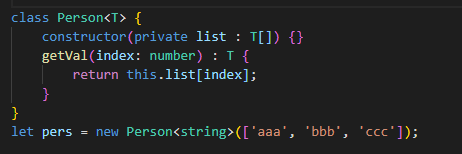 class Person<T> {
    constructor(private list : T[]) {}
    getVal(index: number) : T {
        return this.list[index];
    }
}
let pers = new Person<string>(['aaa', 'bbb', 'ccc']);